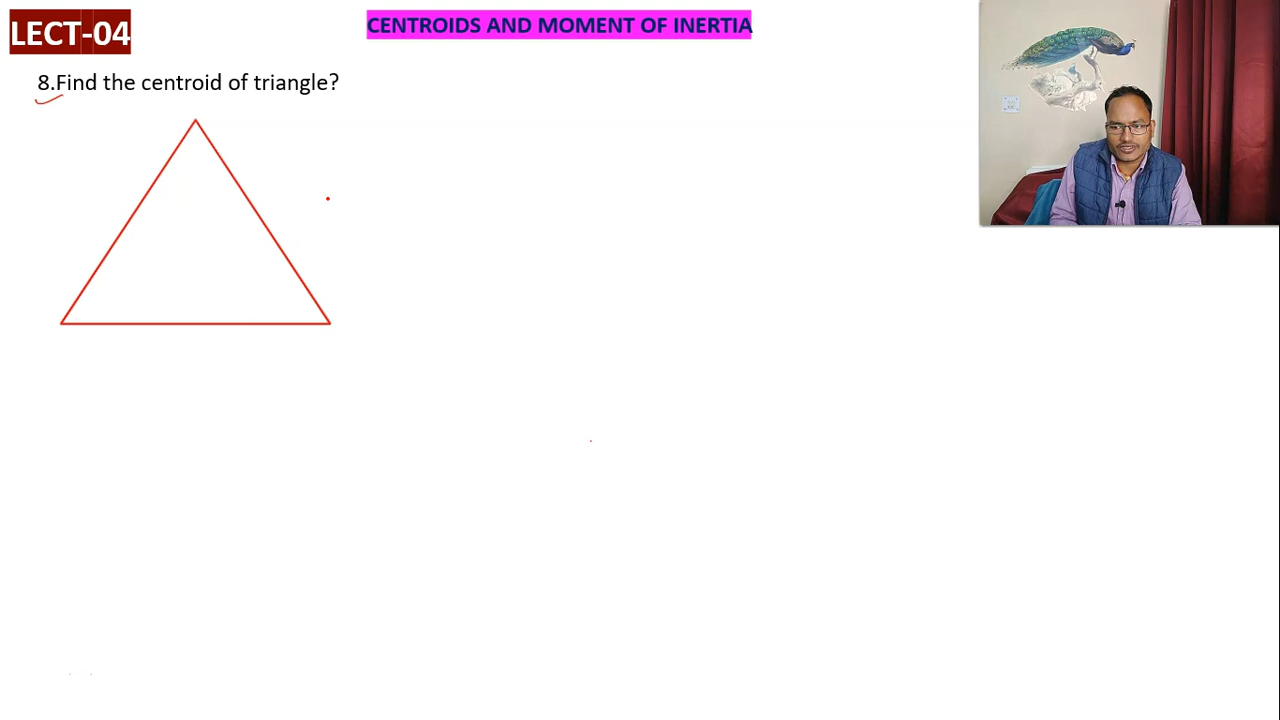 LECT-04
CENTROIDS AND MOMENT OF INERTIA
8.Find the centroid of triangle?